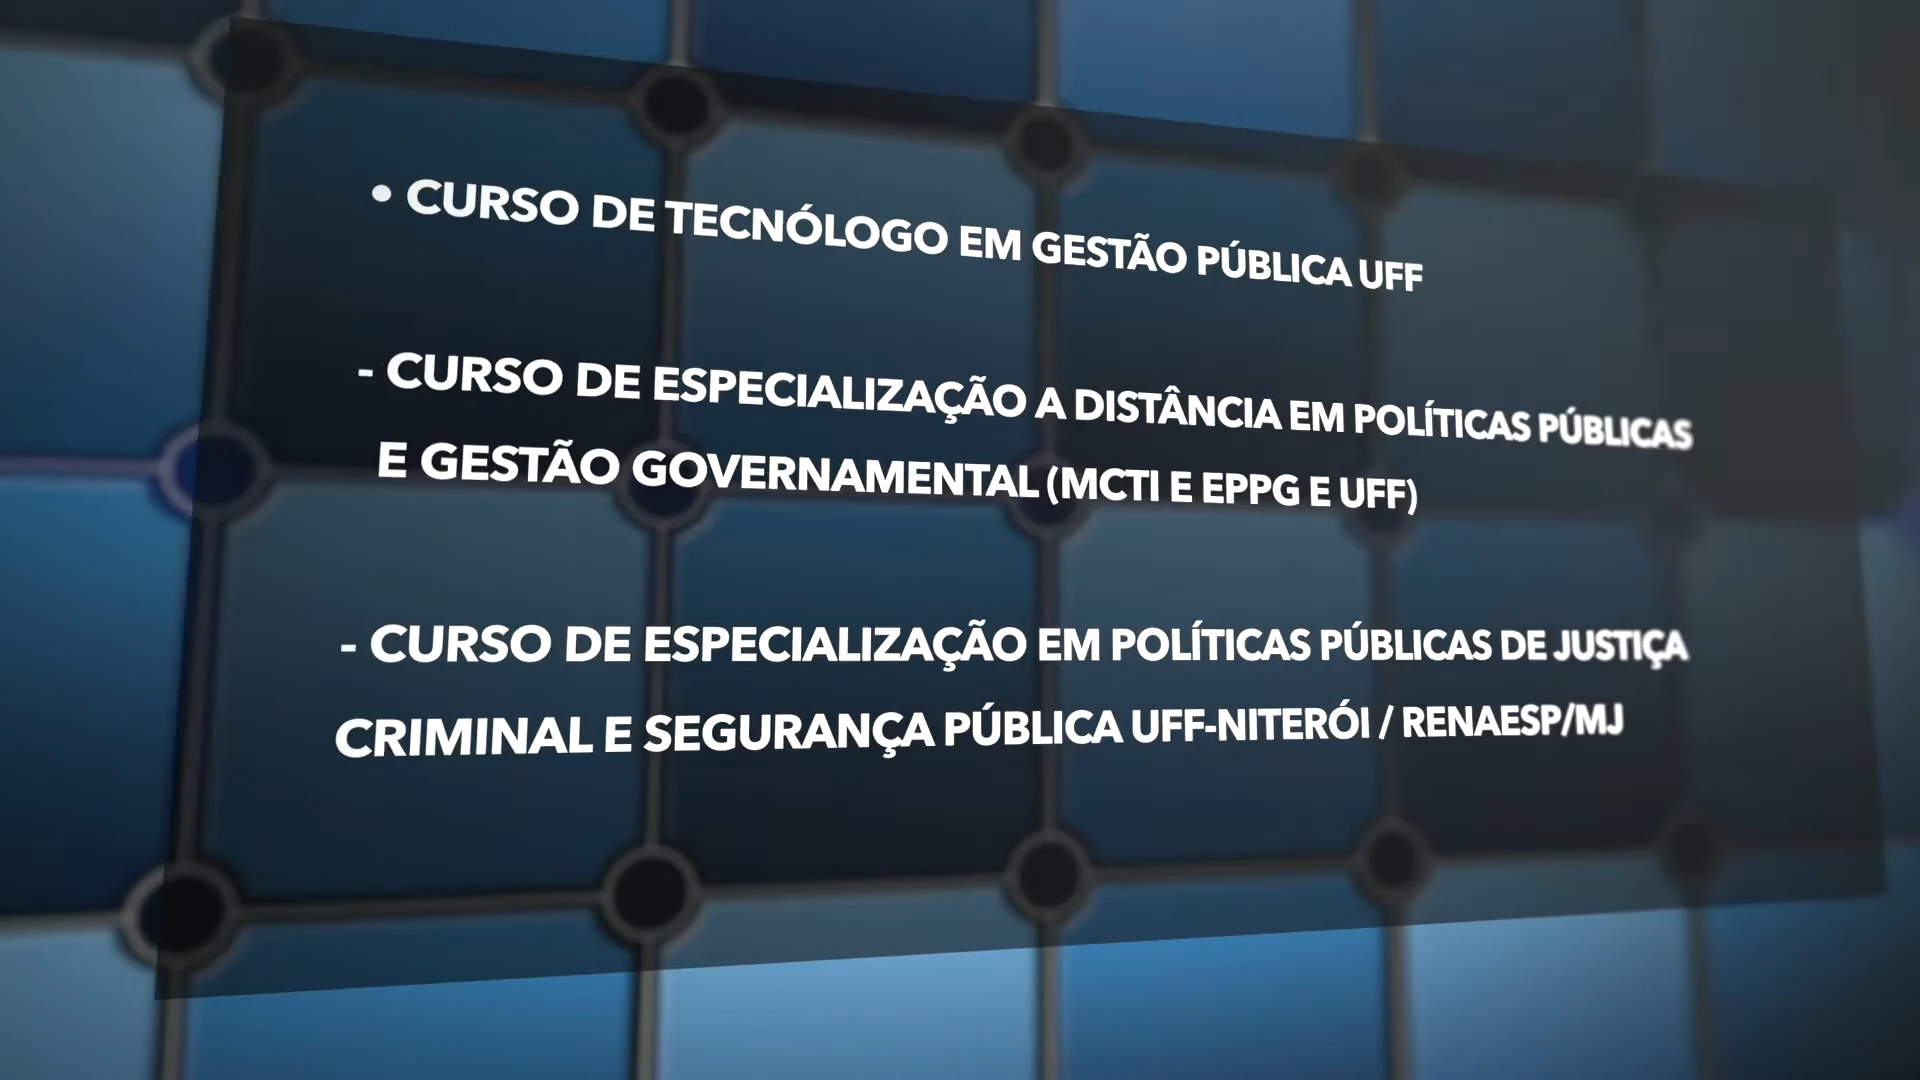 • CURSO DE TECNÓLOGO EM GESTÃO PÚBLICA UFF
- CURSO DE ESPECIALIZAÇÃO A DISTÂNCIA EM POLÍTICAS PÚBLICAS
E GESTÃO GOVERNAMENTAL (MCTI E EPPG E UFF)
- CURSO DE ESPECIALIZAÇÃO EM POLÍTICAS PÚBLICAS DE JUSTIÇA
CRIMINAL E SEGURANÇA PÚBLICA UFF-NITERÓI / RENAESP/MJ